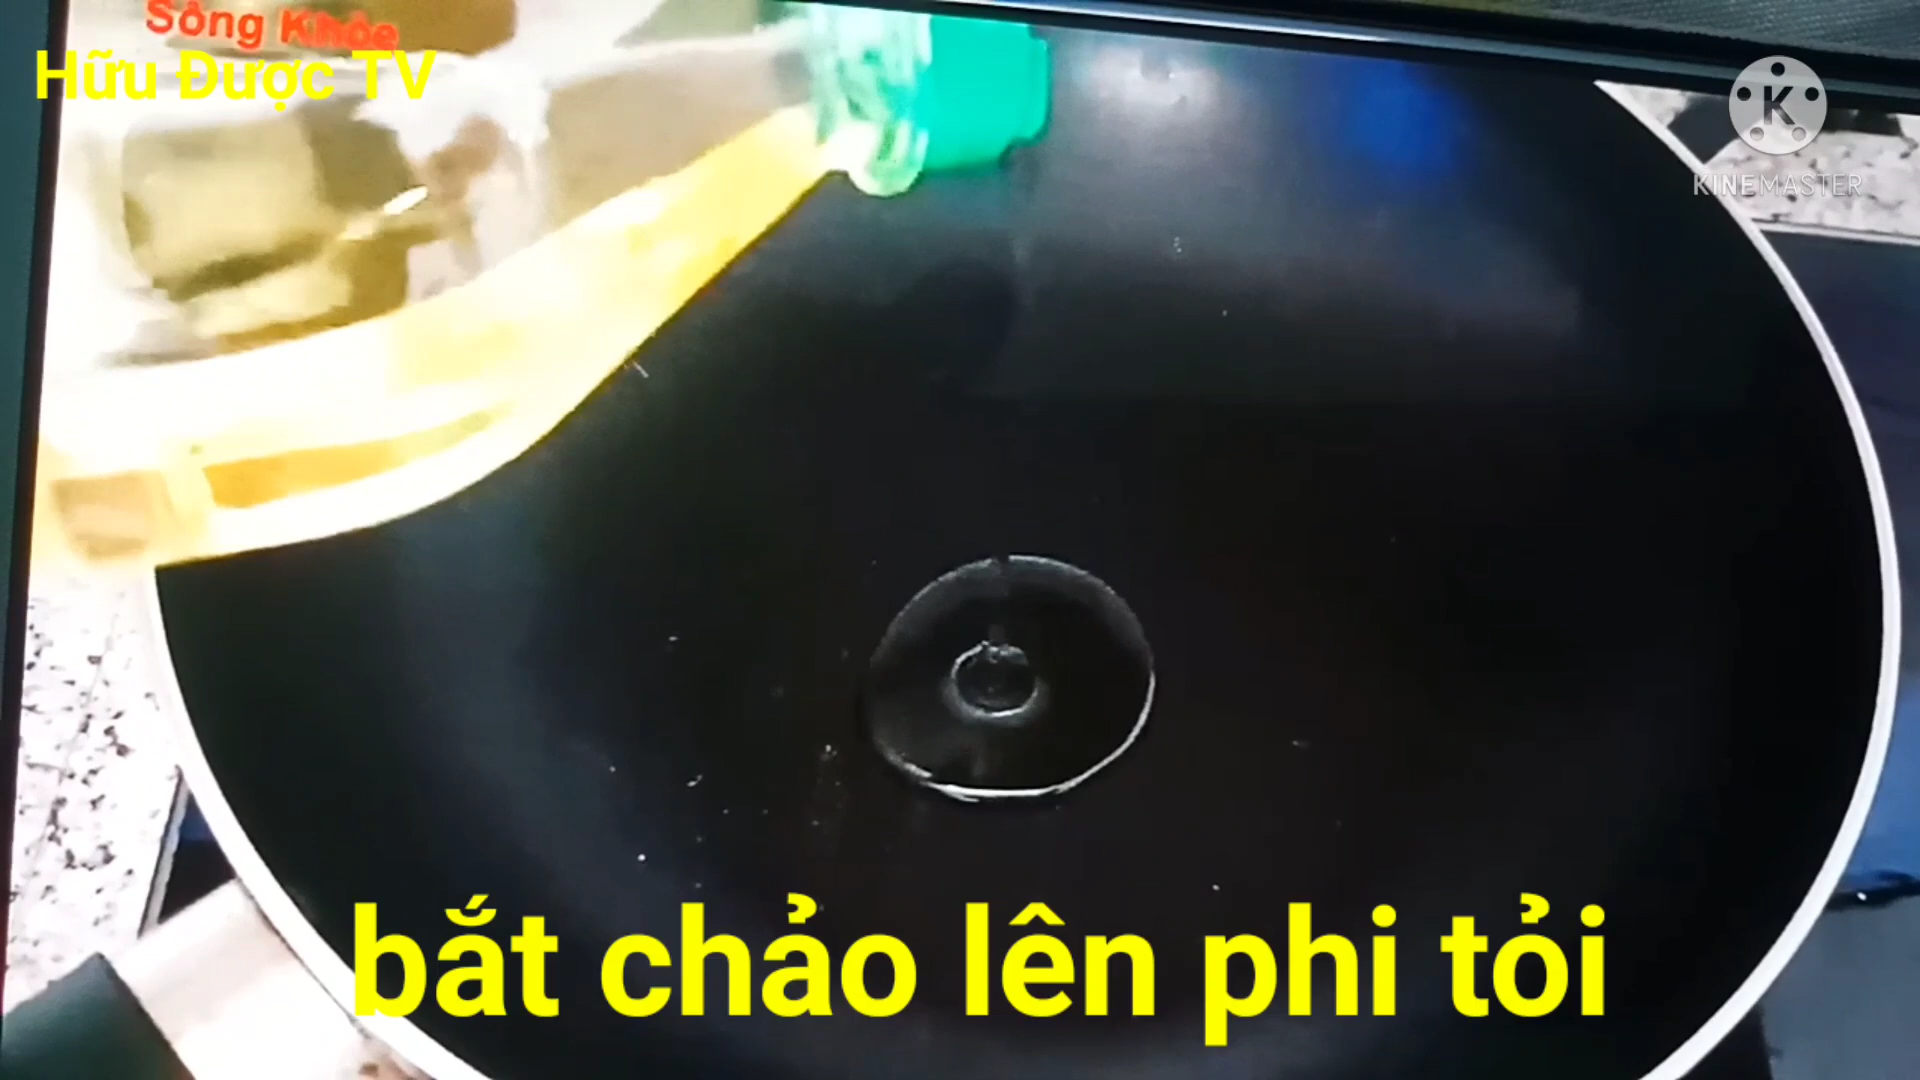 Sống Khỏe
Hữu Được TV
KINEMASTER
bắt chảo lên phi tỏi